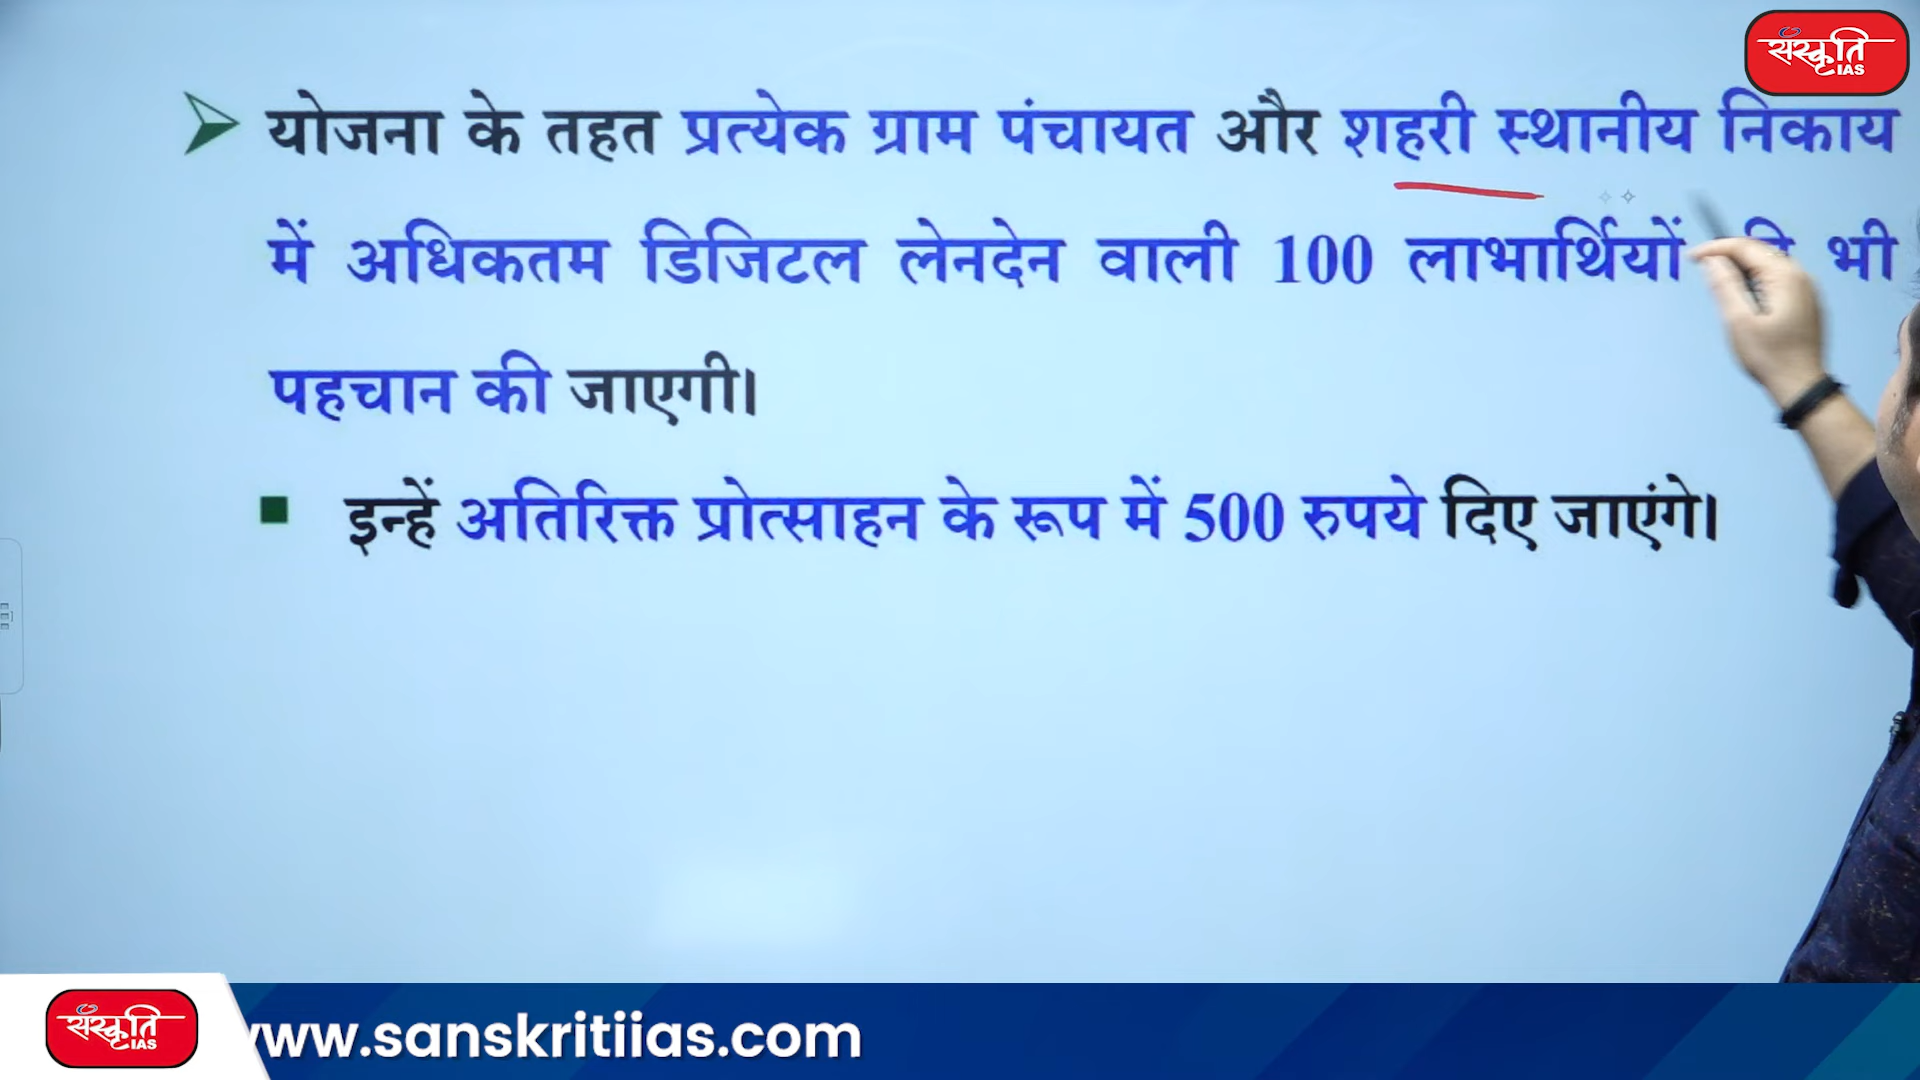 संस्कृति
IAS
योजना के तहत प्रत्येक ग्राम पंचायत और शहरी स्थानीय निकाय
में अधिकतम डिजिटल लेनदेन वाली 100 लाभार्थियों भी
पहचान की जाएगी।
इन्हें अतिरिक्त प्रोत्साहन के रूप में 500 रुपये दिए जाएंगे।
संस्कृति
IAS
www.sanskritiias.com